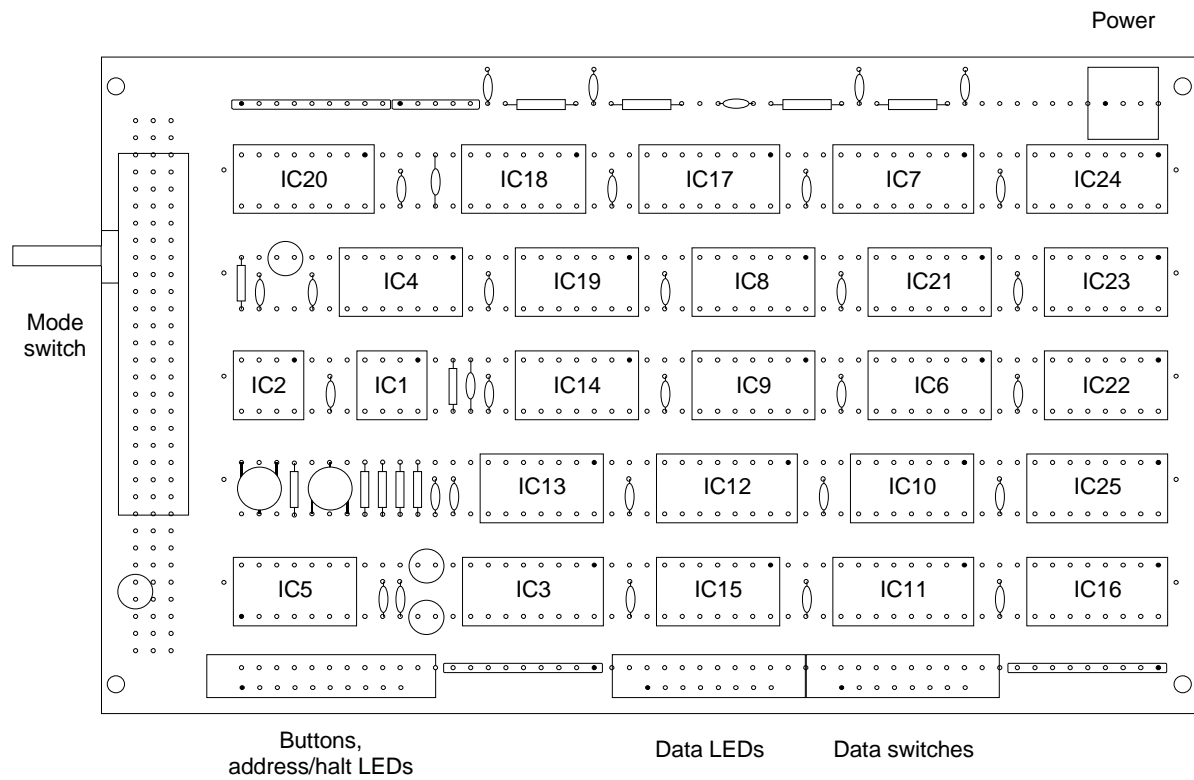 Power
IC20 IC18 IC17 IC7 IC24
IC4 IC19 IC8 IC21 IC23
Mode
switch
IC2 IC1 IC14 IC9 IC6 IC22
IC13 IC12 IC10 IC25
IC5 IC3 IC15 IC11 IC16
Buttons,
address/halt LEDs
Data LEDs
Data switches